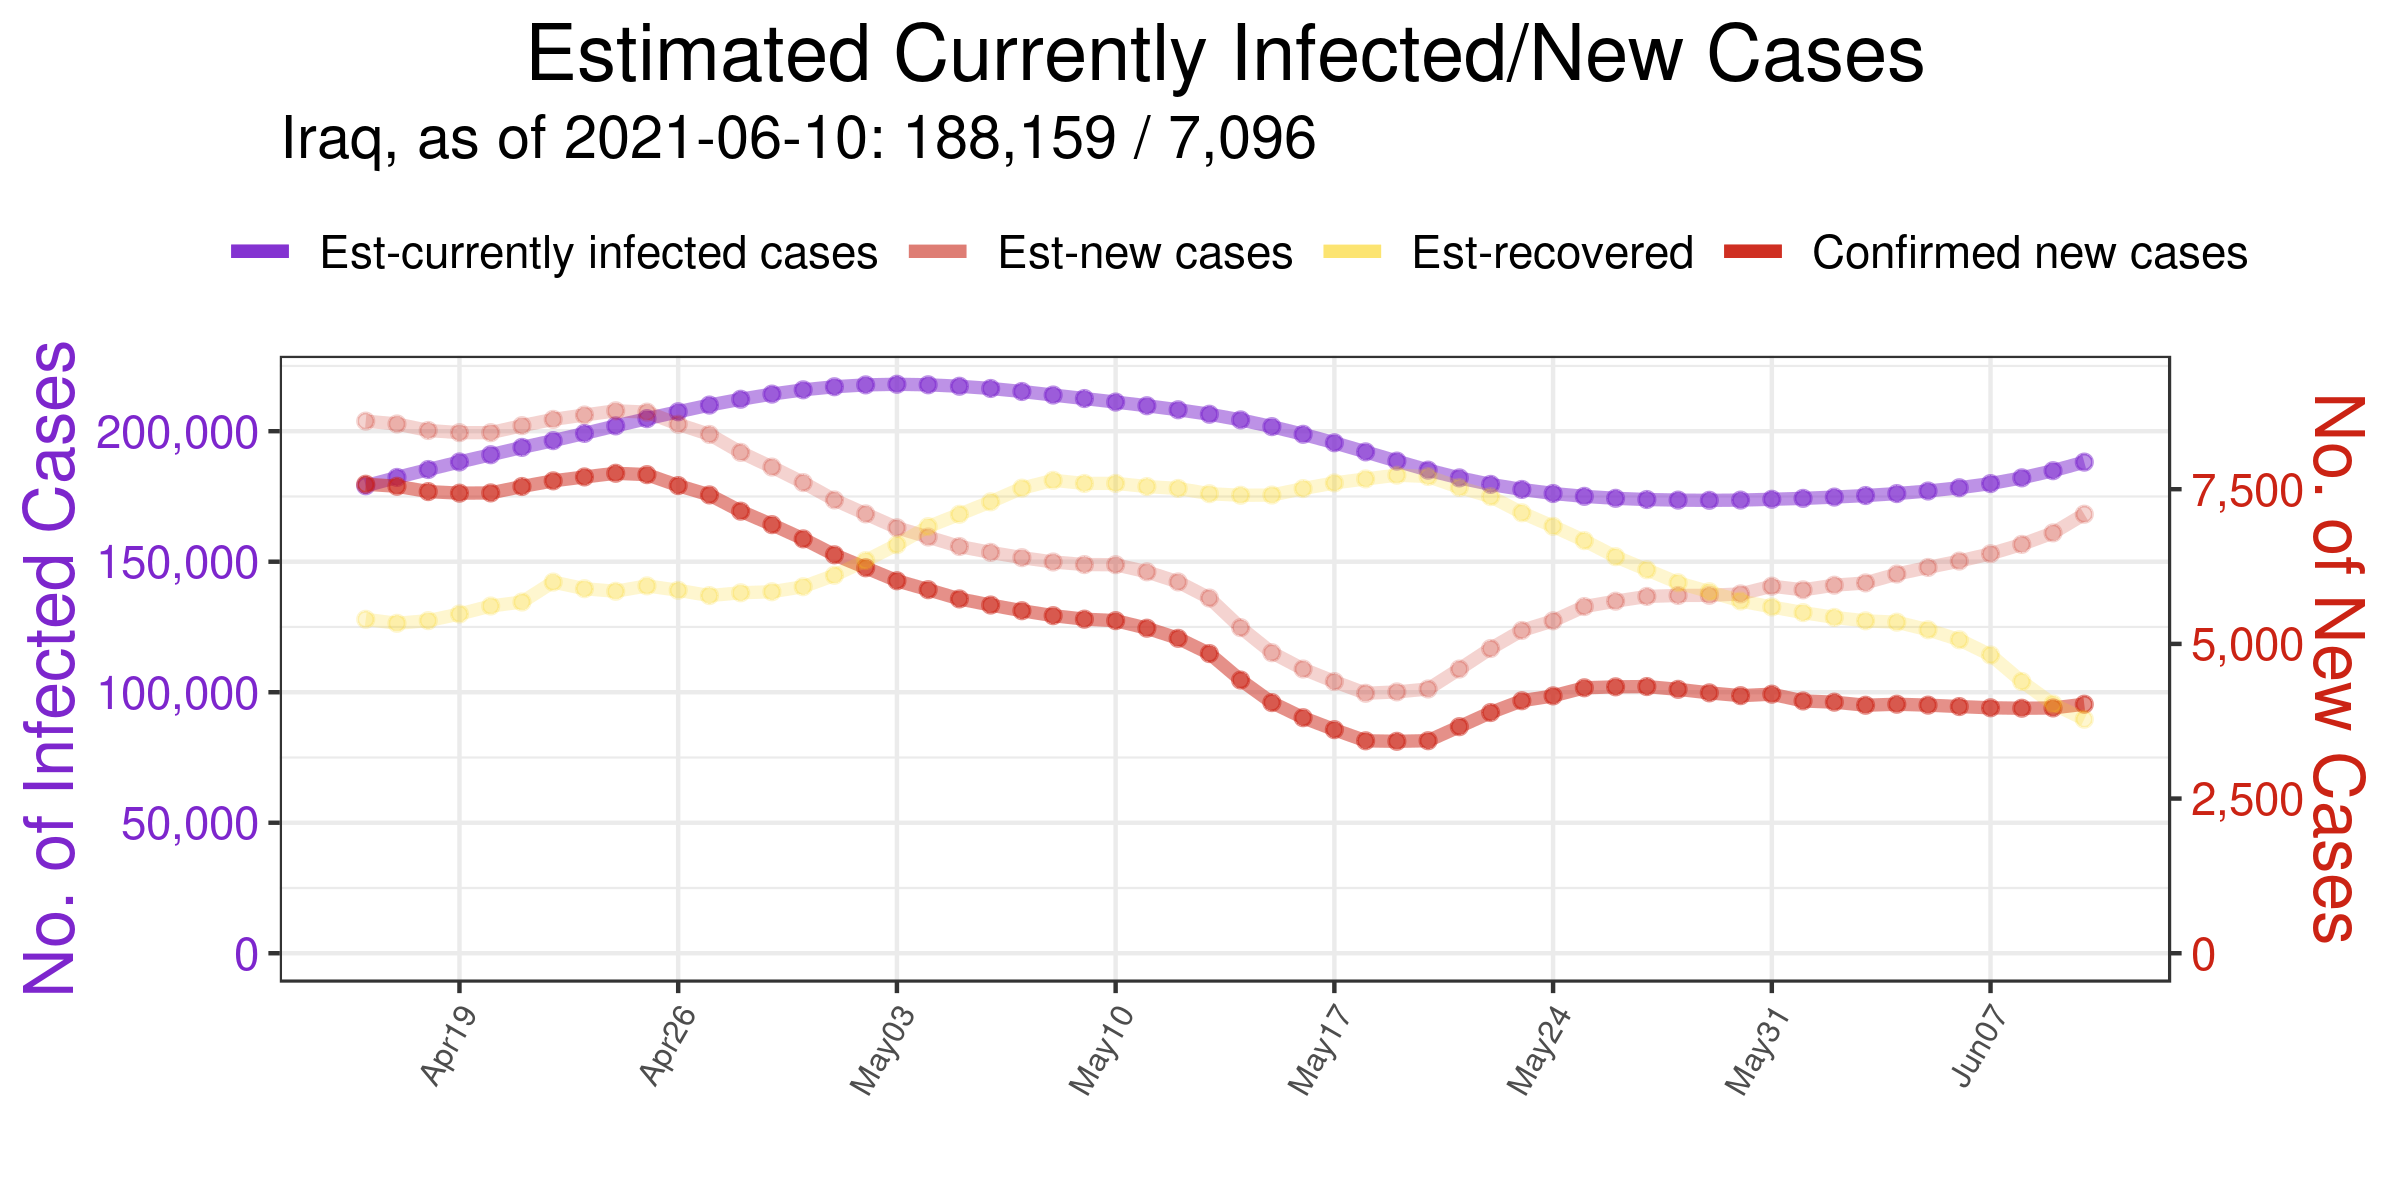 Estimated Currently Infected/New Cases
Iraq, as of 2021-06-10: 188,159 / 7,096
Est-currently infected cases Est-new cases Est-recovered Confirmed new cases
No. of Infected Cases
200,000
150,000
100,000
50,000
0
7,500
5,000
2,500
0
No. of New Cases
Apr19 Apr26 May03 May10 May17 May24 May31 Jun07